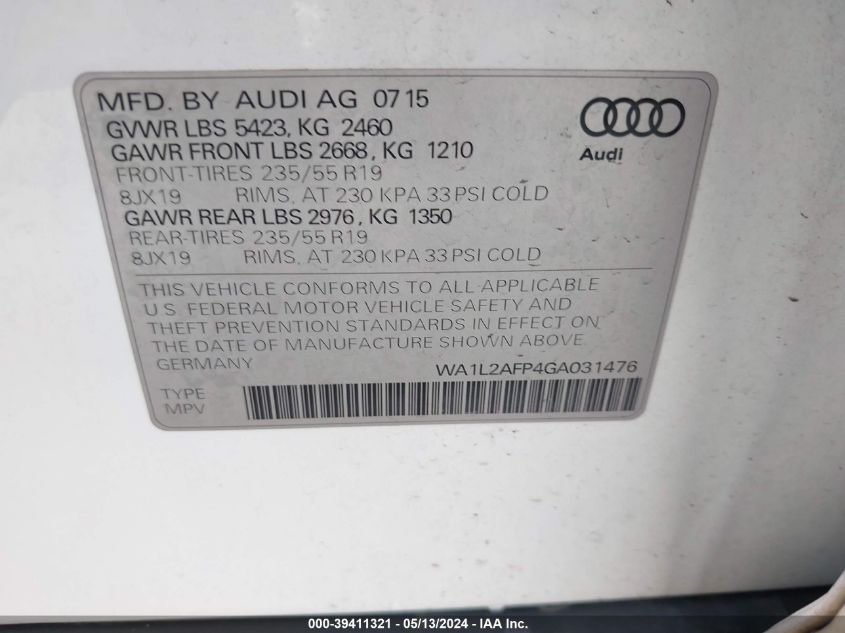 MFD. BY AUDI AG 07 15
GVWR LBS 5423, KG 2460
GAWR FRONT LBS 2668, KG 1210
FRONT-TIRES 235/55 R19
8JX19 RIMS, AT 230 KPA 33 PSI COLD
GAWR REAR LBS 2976, KG 1350
REAR-TIRES 235/55 R19
8JX19 RIMS, AT 230 KPA 33 PSI COLD
Audi
THIS VEHICLE CONFORMS TO ALL APPLICABLE
U.S. FEDERAL MOTOR VEHICLE SAFETY AND
THEFT PREVENTION STANDARDS IN EFFECT ON
THE DATE OF MANUFACTURE SHOWN ABOVE.
GERMANY WA1L2AFP4GA031476
TYPE
MPV
000-39411321 - 05/13/2024 - IAA Inc.